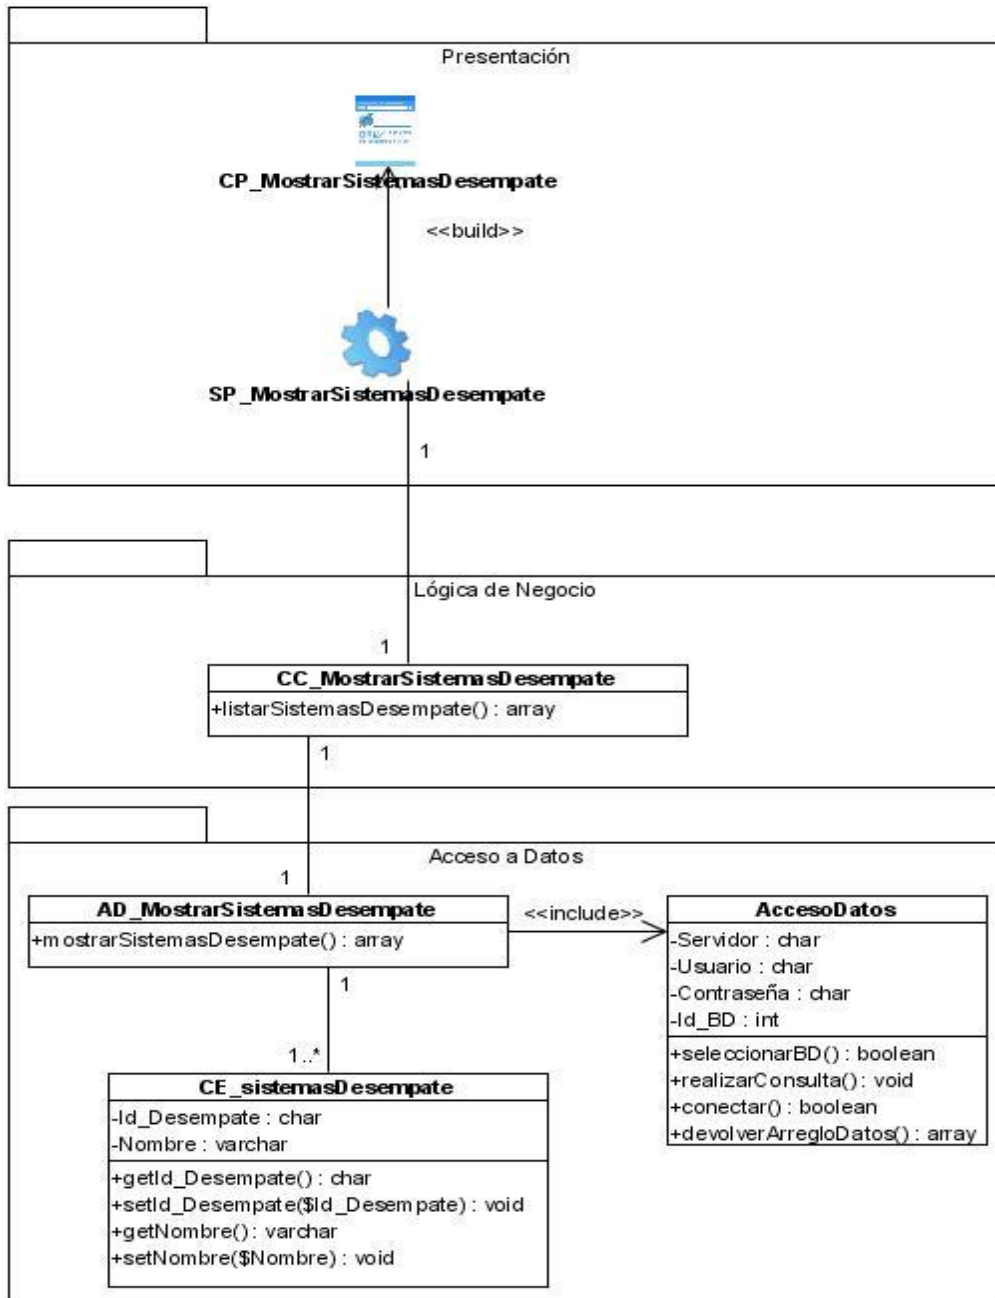 Presentación
CP_MostrarSistemasDesempate
<<build>>
SP_MostrarSistemasDesempate
1
Lógica de Negocio
1
CC_MostrarSistemasDesempate
+listarSistemasDesempate() : array
1
Acceso a Datos
1
AD_MostrarSistemasDesempate
+mostrarSistemasDesempate() : array
<<include>>
AccesoDatos
-Servidor : char
-Usuario : char
-Contraseña : char
-Id_BD : int
+seleccionarBD() : boolean
+realizarConsulta() : void
+conectar() : boolean
+devolverArregloDatos() : array
1
1..*
CE_sistemasDesempate
-Id_Desempate : char
-Nombre : varchar
+getId_Desempate() : char
+setId_Desempate($Id_Desempate) : void
+getNombre() : varchar
+setNombre($Nombre) : void